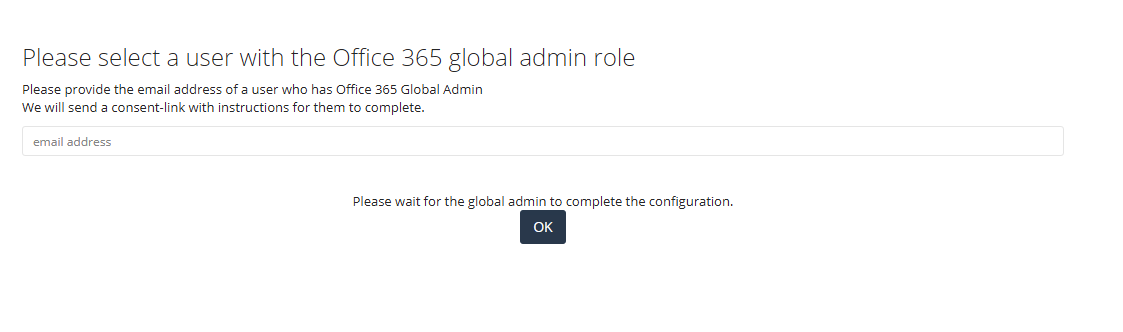 Please select a user with the Office 365 global admin role
Please provide the email address of a user who has Office 365 Global Admin
We will send a consent-link with instructions for them to complete.
email address
Please wait for the global admin to complete the configuration.
OK